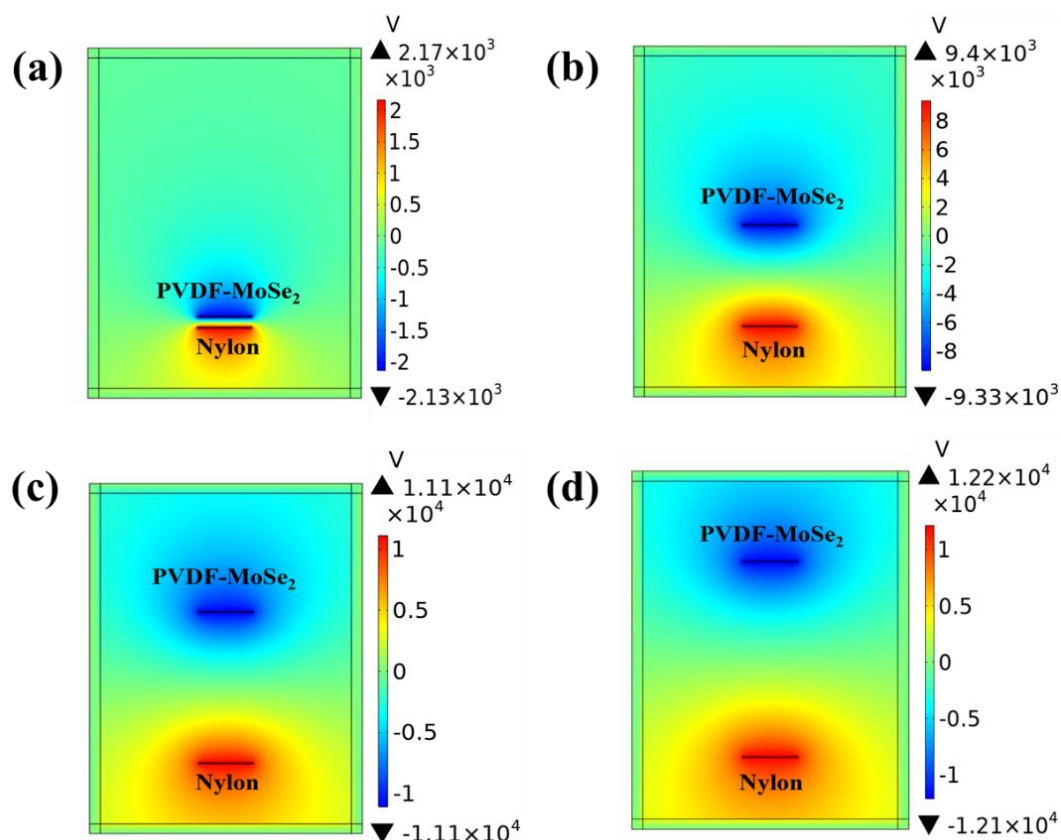 (a)
V
▲ 2.17×10³
×10³
2
1.5
1
0.5
0
-0.5
-1
-1.5
-2
▼ -2.13×10³
PVDF-MoSe₂
Nylon
(b)
V
▲ 9.4×10³
×10³
8
6
4
2
0
-2
-4
-6
-8
▼ -9.33×10³
PVDF-MoSe₂
Nylon
(c)
V
▲ 1.11×10⁴
×10⁴
1
0.5
0
-0.5
-1
▼ -1.11×10⁴
PVDF-MoSe₂
Nylon
(d)
V
▲ 1.22×10⁴
×10⁴
1
0.5
0
-0.5
-1
▼ -1.21×10⁴
PVDF-MoSe₂
Nylon